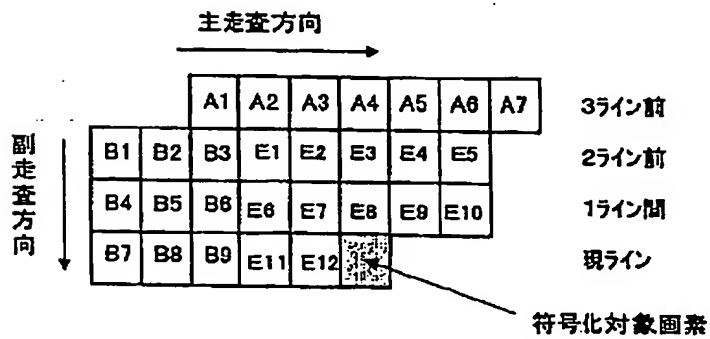 主走査方向
A1 A2 A3 A4 A5 A6 A7 3ライン前
副走査方向
B1 B2 B3 E1 E2 E3 E4 E5 2ライン前
B4 B5 B6 E6 E7 E8 E9 E10 1ライン間
B7 B8 B9 E11 E12 現ライン
符号化対象画素